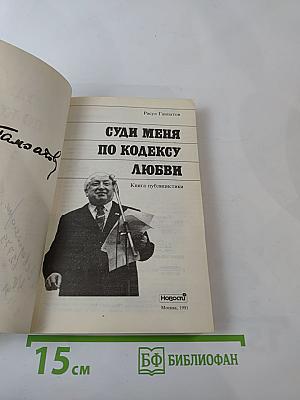 Расул Гамзатов
СУДИ МЕНЯ
ПО КОДЕКСУ
ЛЮБВИ
Книга публицистики
НОВОСТИ
Москва, 1991
15 см
БФ БИБЛИОФАН